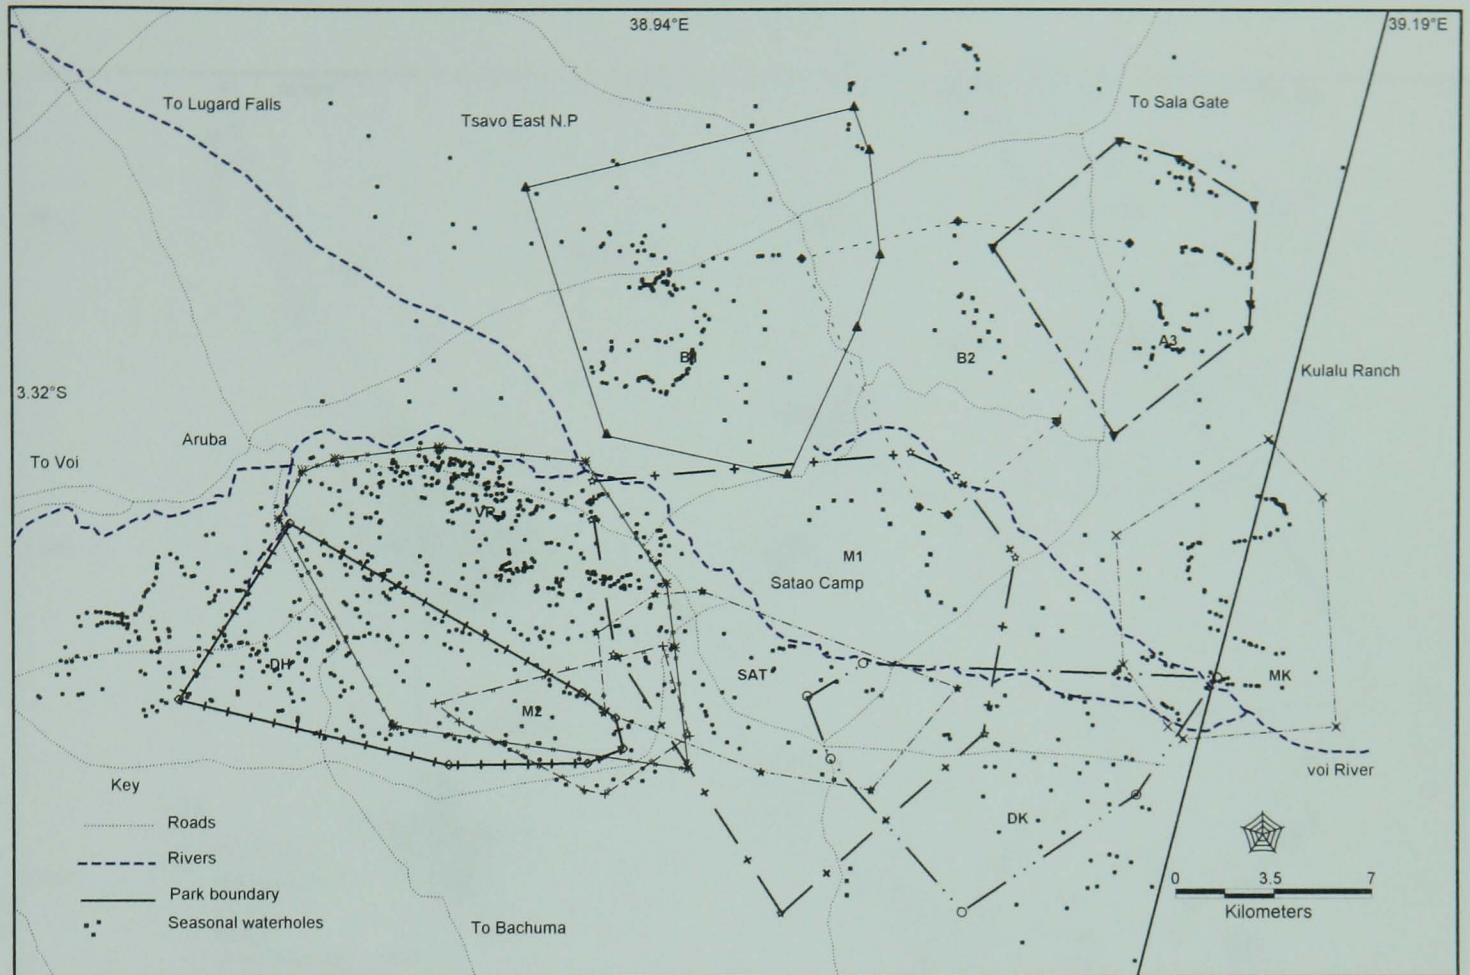 38.94°E
39.19°E
To Lugard Falls
Tsavo East N.P
To Sala Gate
B2
A3
3.32°S
Kulalu Ranch
Aruba
To Voi
M1
Satao Camp
DH
SAT
MK
M2
voi River
Key
Roads
DK
Rivers
0 3.5 7
Park boundary
Kilometers
Seasonal waterholes
To Bachuma